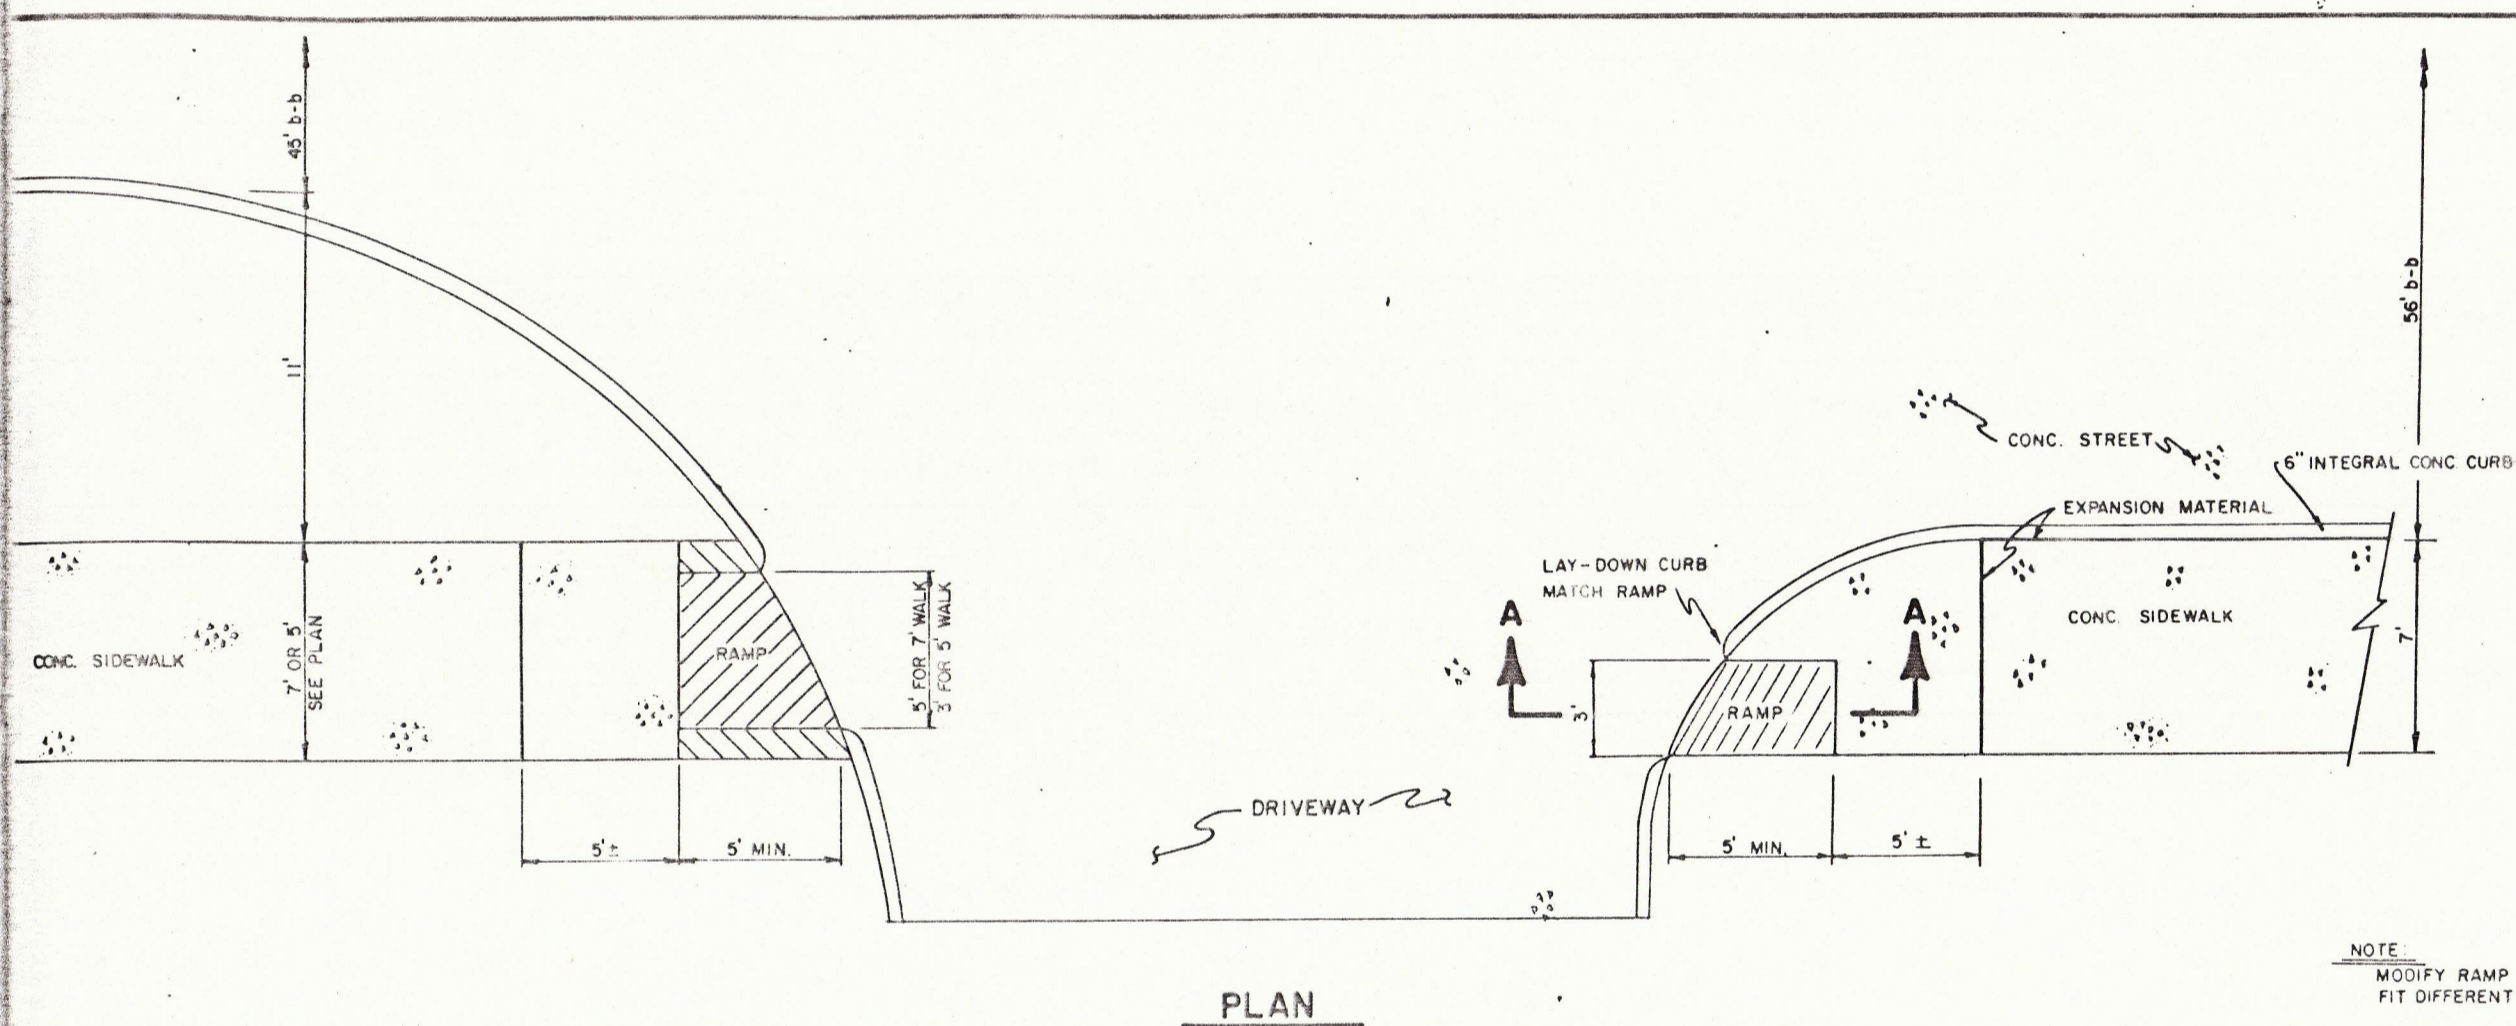 45' b-b
11'
7' OR 5'
SEE PLAN
CONC. SIDEWALK
RAMP
5' FOR 7' WALK
3' FOR 5' WALK
5'±
5' MIN.
DRIVEWAY
LAY-DOWN CURB
MATCH RAMP
A
A
3'
RAMP
5' MIN.
5' ±
CONC. STREET
6" INTEGRAL CONC. CURB
EXPANSION MATERIAL
CONC. SIDEWALK
56' b-b
7'
NOTE:
MODIFY RAMP
FIT DIFFERENT
PLAN